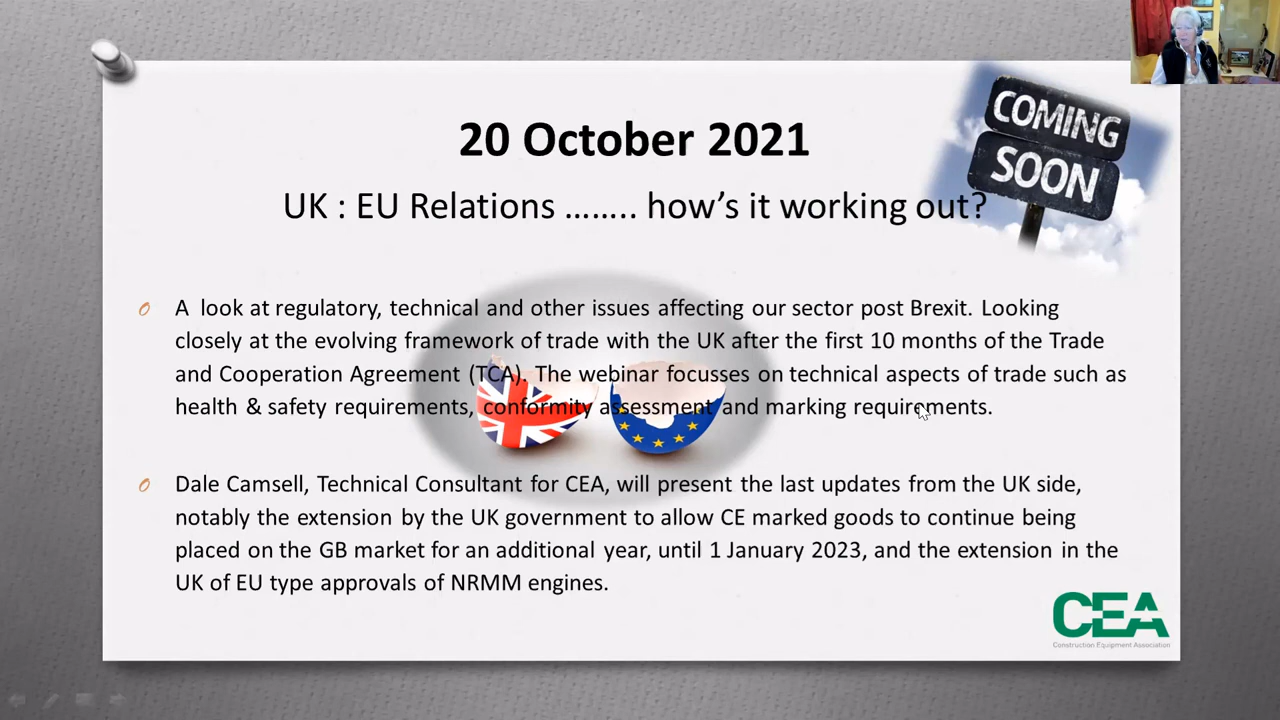 COMING
SOON
20 October 2021
UK : EU Relations …….. how’s it working out?
A look at regulatory, technical and other issues affecting our sector post Brexit. Looking
closely at the evolving framework of trade with the UK after the first 10 months of the Trade
and Cooperation Agreement (TCA). The webinar focusses on technical aspects of trade such as
health & safety requirements, conformity assessment and marking requirements.
Dale Camsell, Technical Consultant for CEA, will present the last updates from the UK side,
notably the extension by the UK government to allow CE marked goods to continue being
placed on the GB market for an additional year, until 1 January 2023, and the extension in the
UK of EU type approvals of NRMM engines.
CEA
Construction Equipment Association